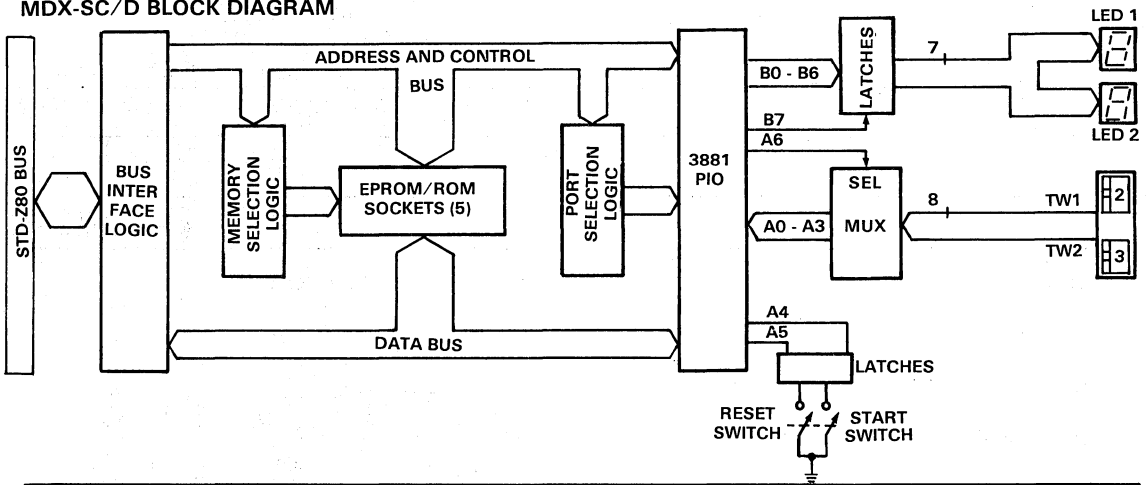 MDX-SC/D BLOCK DIAGRAM
STD-Z80 BUS
BUS
INTER
FACE
LOGIC
ADDRESS AND CONTROL
BUS
MEMORY
SELECTION
LOGIC
EPROM/ROM
SOCKETS (5)
PORT
SELECTION
LOGIC
DATA BUS
3881
PIO
B0 - B6
B7
A6
LATCHES
7
LED 1
LED 2
SEL
MUX
A0 - A3
8
TW1
2
TW2
3
A4
A5
LATCHES
RESET
SWITCH
START
SWITCH